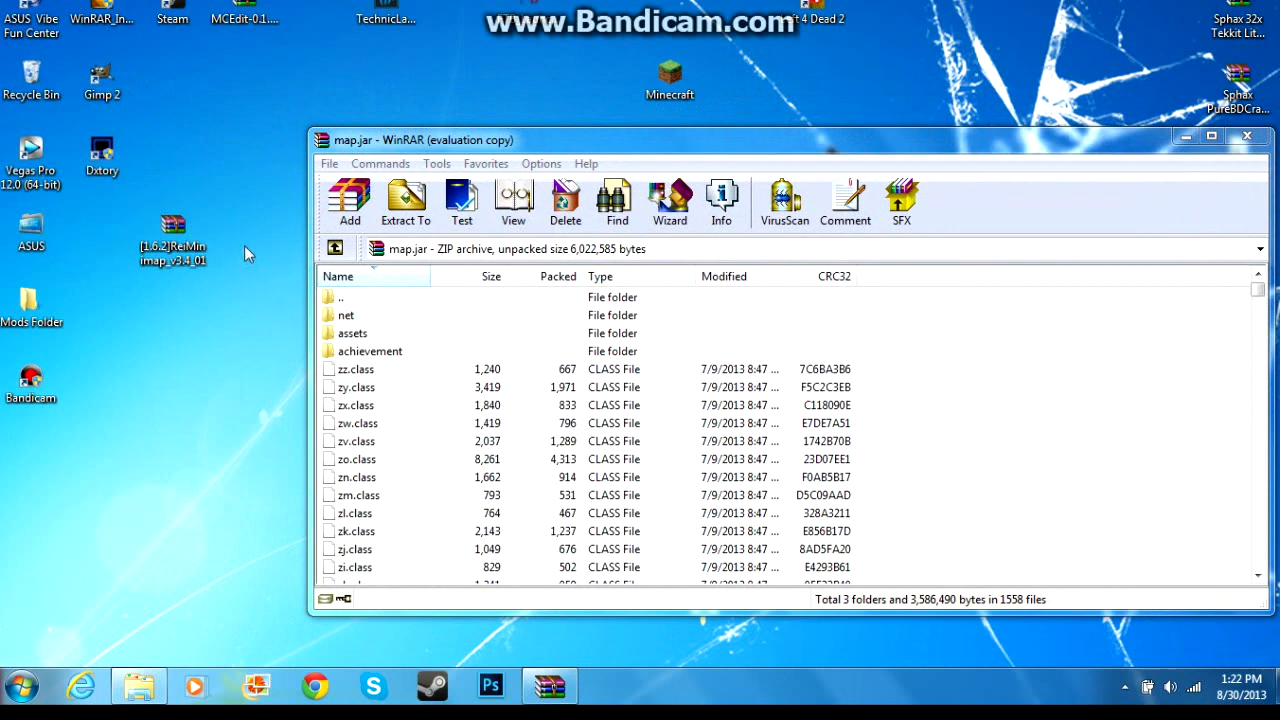 www.Bandicam.com
ASUS Vibe
Fun Center
WinRAR_In...
Steam
MCEdit-0.1....
TechnicLa...
Sphax 32x
Tekkit Lit...
Recycle Bin
Gimp 2
Minecraft
Sphax
PureBDCra...
Vegas Pro
12.0 (64-bit)
Dxtory
ASUS
[1.6.2]ReiMin
imap_v3.4_01
Mods Folder
Bandicam
map.jar - WinRAR (evaluation copy)
File Commands Tools Favorites Options Help
Add Extract To Test View Delete Find Wizard Info VirusScan Comment SFX
map.jar - ZIP archive, unpacked size 6,022,585 bytes
Name Size Packed Type Modified CRC32
.. File folder
net File folder
assets File folder
achievement File folder
zz.class 1,240 667 CLASS File 7/9/2013 8:47 ... 7C6BA3B6
zy.class 3,419 1,971 CLASS File 7/9/2013 8:47 ... F5C2C3EB
zx.class 1,840 833 CLASS File 7/9/2013 8:47 ... C118090E
zw.class 1,419 796 CLASS File 7/9/2013 8:47 ... E7DE7A51
zv.class 2,037 1,289 CLASS File 7/9/2013 8:47 ... 1742B70B
zo.class 8,261 4,313 CLASS File 7/9/2013 8:47 ... 23D07EE1
zn.class 1,662 914 CLASS File 7/9/2013 8:47 ... F0AB5B17
zm.class 793 531 CLASS File 7/9/2013 8:47 ... D5C09AAD
zl.class 764 467 CLASS File 7/9/2013 8:47 ... 328A3211
zk.class 2,143 1,237 CLASS File 7/9/2013 8:47 ... E856B17D
zj.class 1,049 676 CLASS File 7/9/2013 8:47 ... 8AD5FA20
zi.class 829 502 CLASS File 7/9/2013 8:47 ... E4293B61
Total 3 folders and 3,586,490 bytes in 1558 files
Ps
1:22 PM
8/30/2013